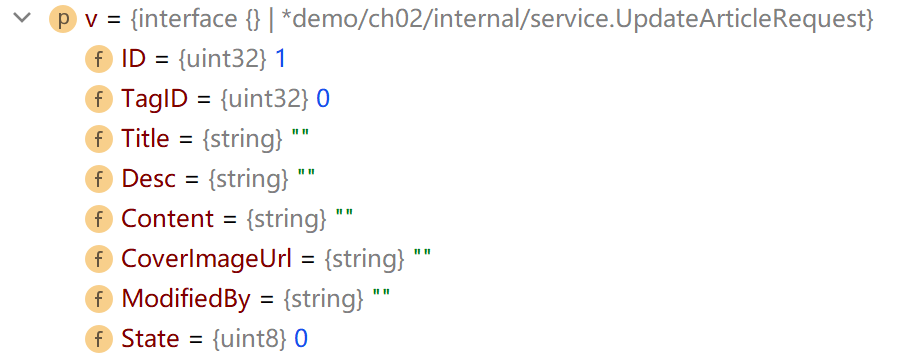 p v = {interface {} | *demo/ch02/internal/service.UpdateArticleRequest}
f ID = {uint32} 1
f TagID = {uint32} 0
f Title = {string} ""
f Desc = {string} ""
f Content = {string} ""
f CoverImageUrl = {string} ""
f ModifiedBy = {string} ""
f State = {uint8} 0